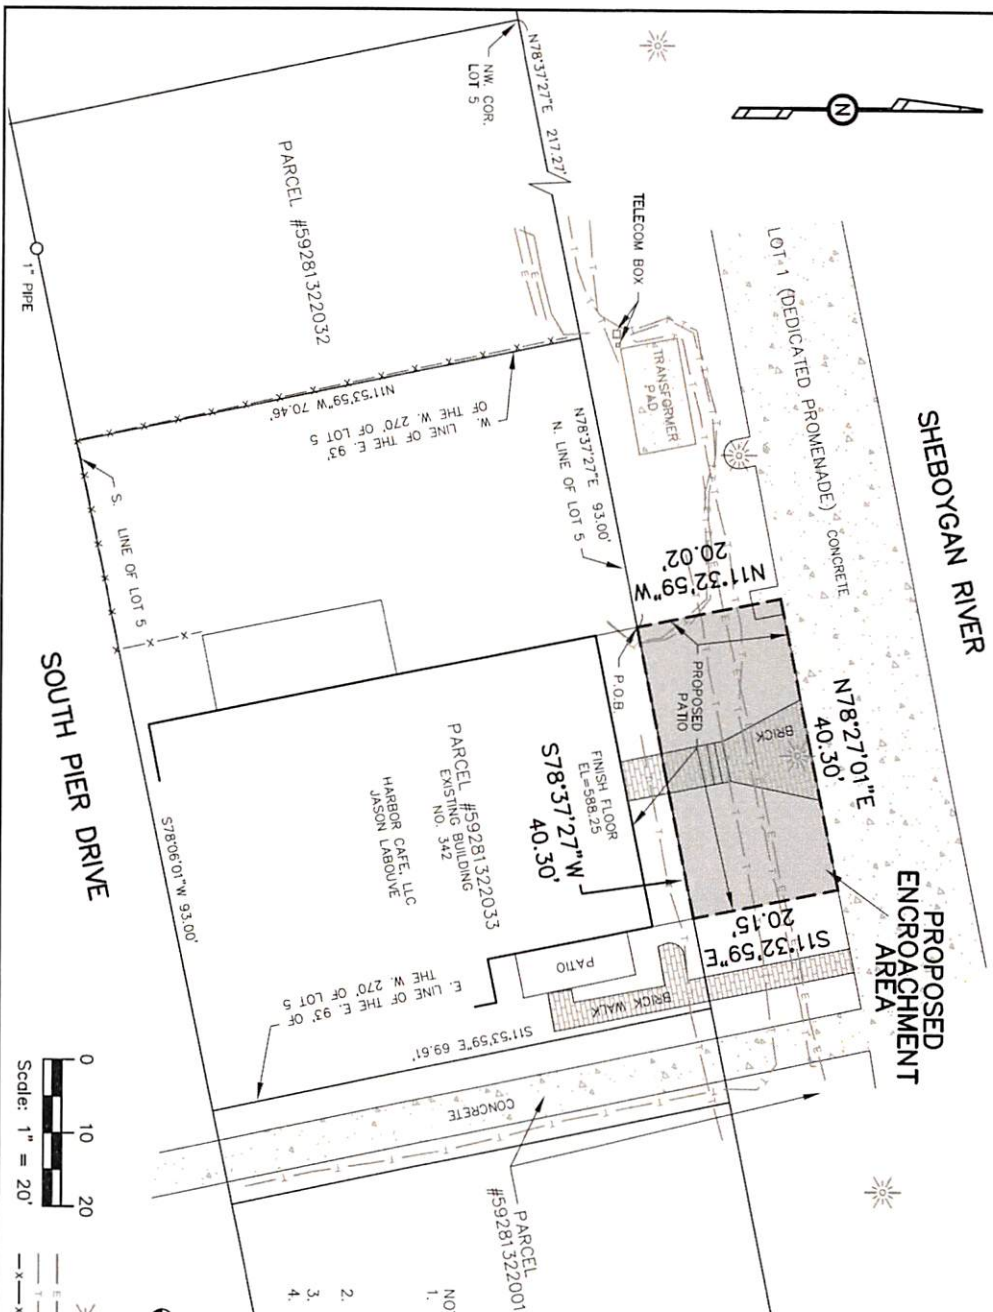 N
SHEBOYGAN RIVER
LOT 1 (DEDICATED PROMENADE)
CONCRETE
N78°37'27"E 217.27'
NW. COR.
LOT 5
PARCEL #59281322032
1" PIPE
TELECOM BOX
TRANSFORMER
PAD
N78°37'27"E 93.00'
N. LINE OF LOT 5
N11°53'59"W 70.46'
W. LINE OF THE E. 93'
OF THE W. 270' OF LOT 5
S. LINE OF LOT 5
N11°32'59"W
20.02'
P.O.B
PROPOSED
PATIO
BRICK
N78°27'01"E
40.30'
PROPOSED
ENCROACHMENT
AREA
S11°32'59"E
20.15'
FINISH FLOOR
EL=588.25
S78°37'27"W
40.30'
PARCEL #59281322033
EXISTING BUILDING
NO. 342
HARBOR CAFE, LLC
JASON LABOUVE
PATIO
BRICK WALK
E. LINE OF THE E. 93' OF
THE W. 270' OF LOT 5
S11°53'59"E 69.61'
S78°06'01"W 93.00'
SOUTH PIER DRIVE
CONCRETE
PARCEL
#59281322001
0 10 20
Scale: 1" = 20'
1.
2.
3.
4.